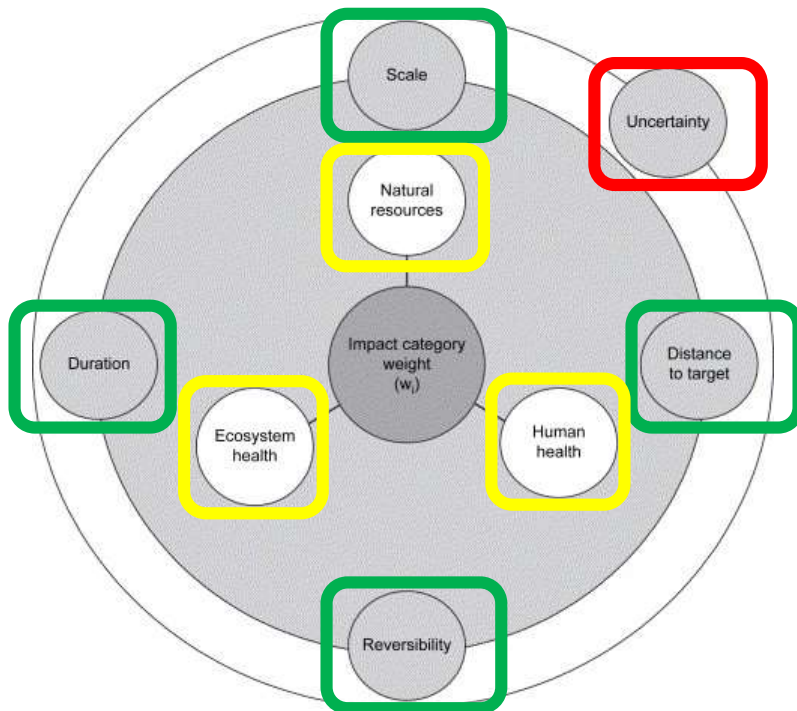 Scale
Uncertainty
Natural
resources
Duration
Impact category
weight
(wᵢ)
Distance
to target
Ecosystem
health
Human
health
Reversibility